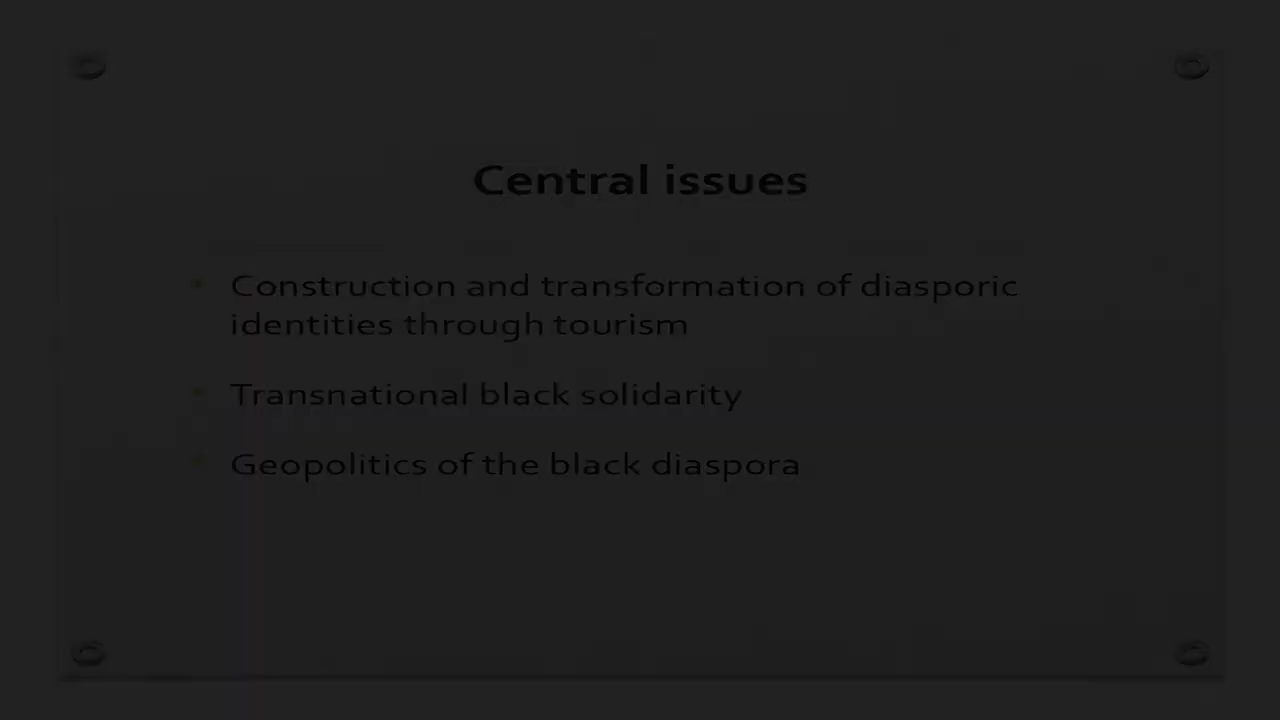 Central issues
• Construction and transformation of diasporic
identities through tourism
• Transnational black solidarity
• Geopolitics of the black diaspora